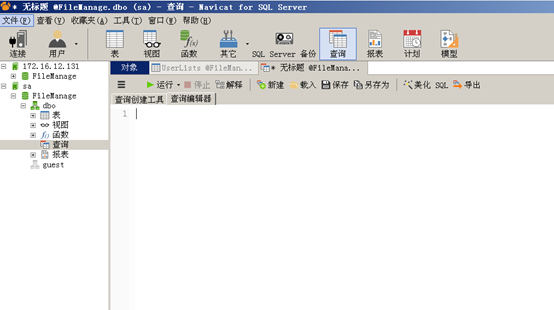 * 无标题 @FileManage.dbo (sa) - 查询 - Navicat for SQL Server
文件(F) 查看(V) 收藏夹(A) 工具(T) 窗口(W) 帮助(H)
连接 用户 表 视图 函数 其它 SQL Server 备份 查询 报表 计划 模型
172.16.12.131
FileManage
sa
FileManage
dbo
表
视图
函数
查询
报表
guest
对象 UserLists @FileMan... * 无标题 @FileMana...
运行 停止 解释 新建 载入 保存 另存为 美化 SQL 导出
查询创建工具 查询编辑器
1